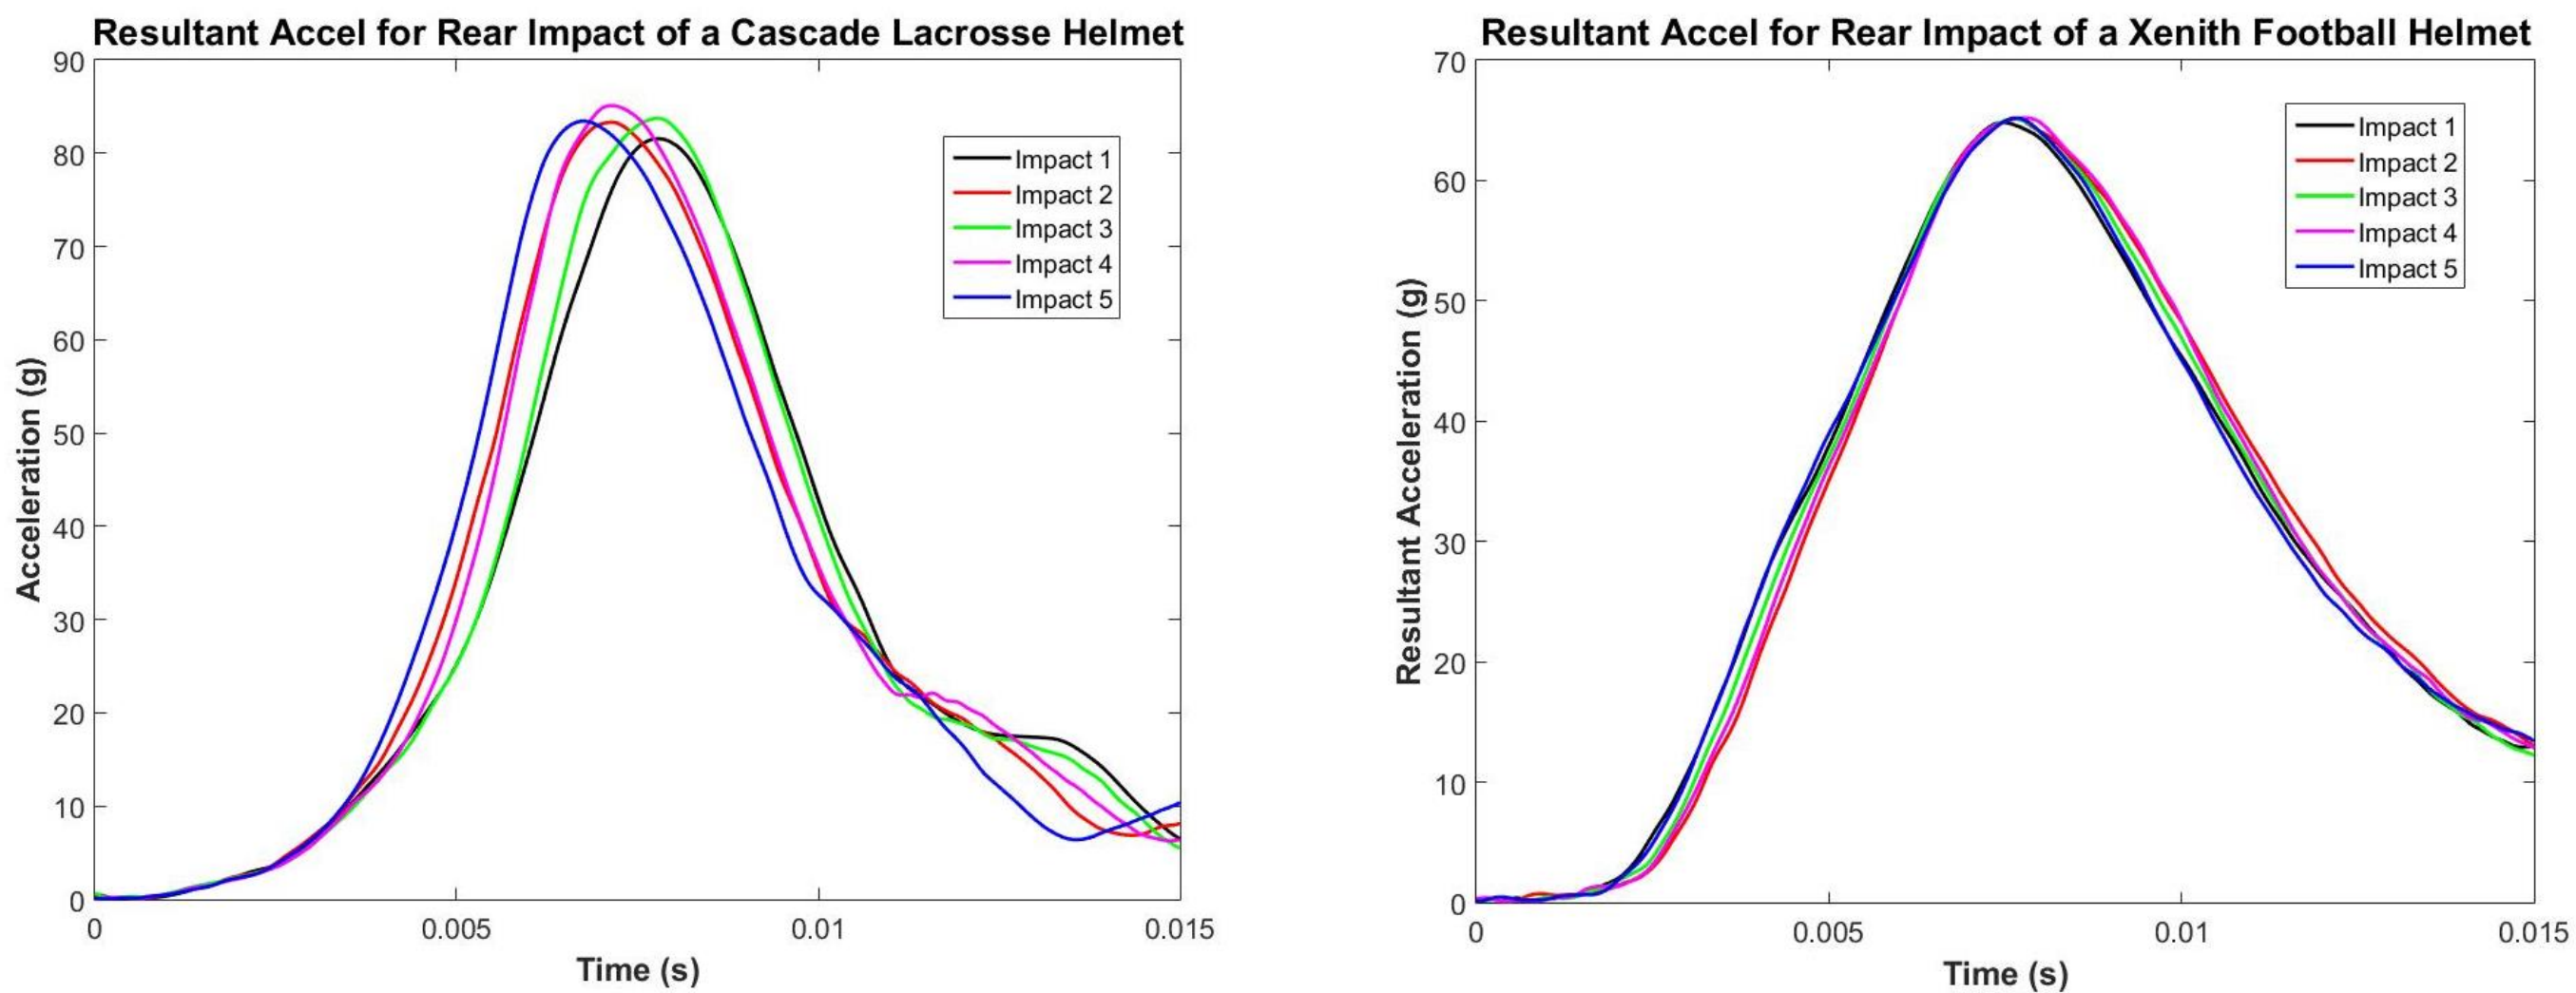 Resultant Accel for Rear Impact of a Cascade Lacrosse Helmet
90
80
70
60
50
40
30
20
10
0
Acceleration (g)
Impact 1
Impact 2
Impact 3
Impact 4
Impact 5
0
0.005
0.01
0.015
Time (s)
Resultant Accel for Rear Impact of a Xenith Football Helmet
70
60
50
40
30
20
10
0
Resultant Acceleration (g)
Impact 1
Impact 2
Impact 3
Impact 4
Impact 5
0
0.005
0.01
0.015
Time (s)